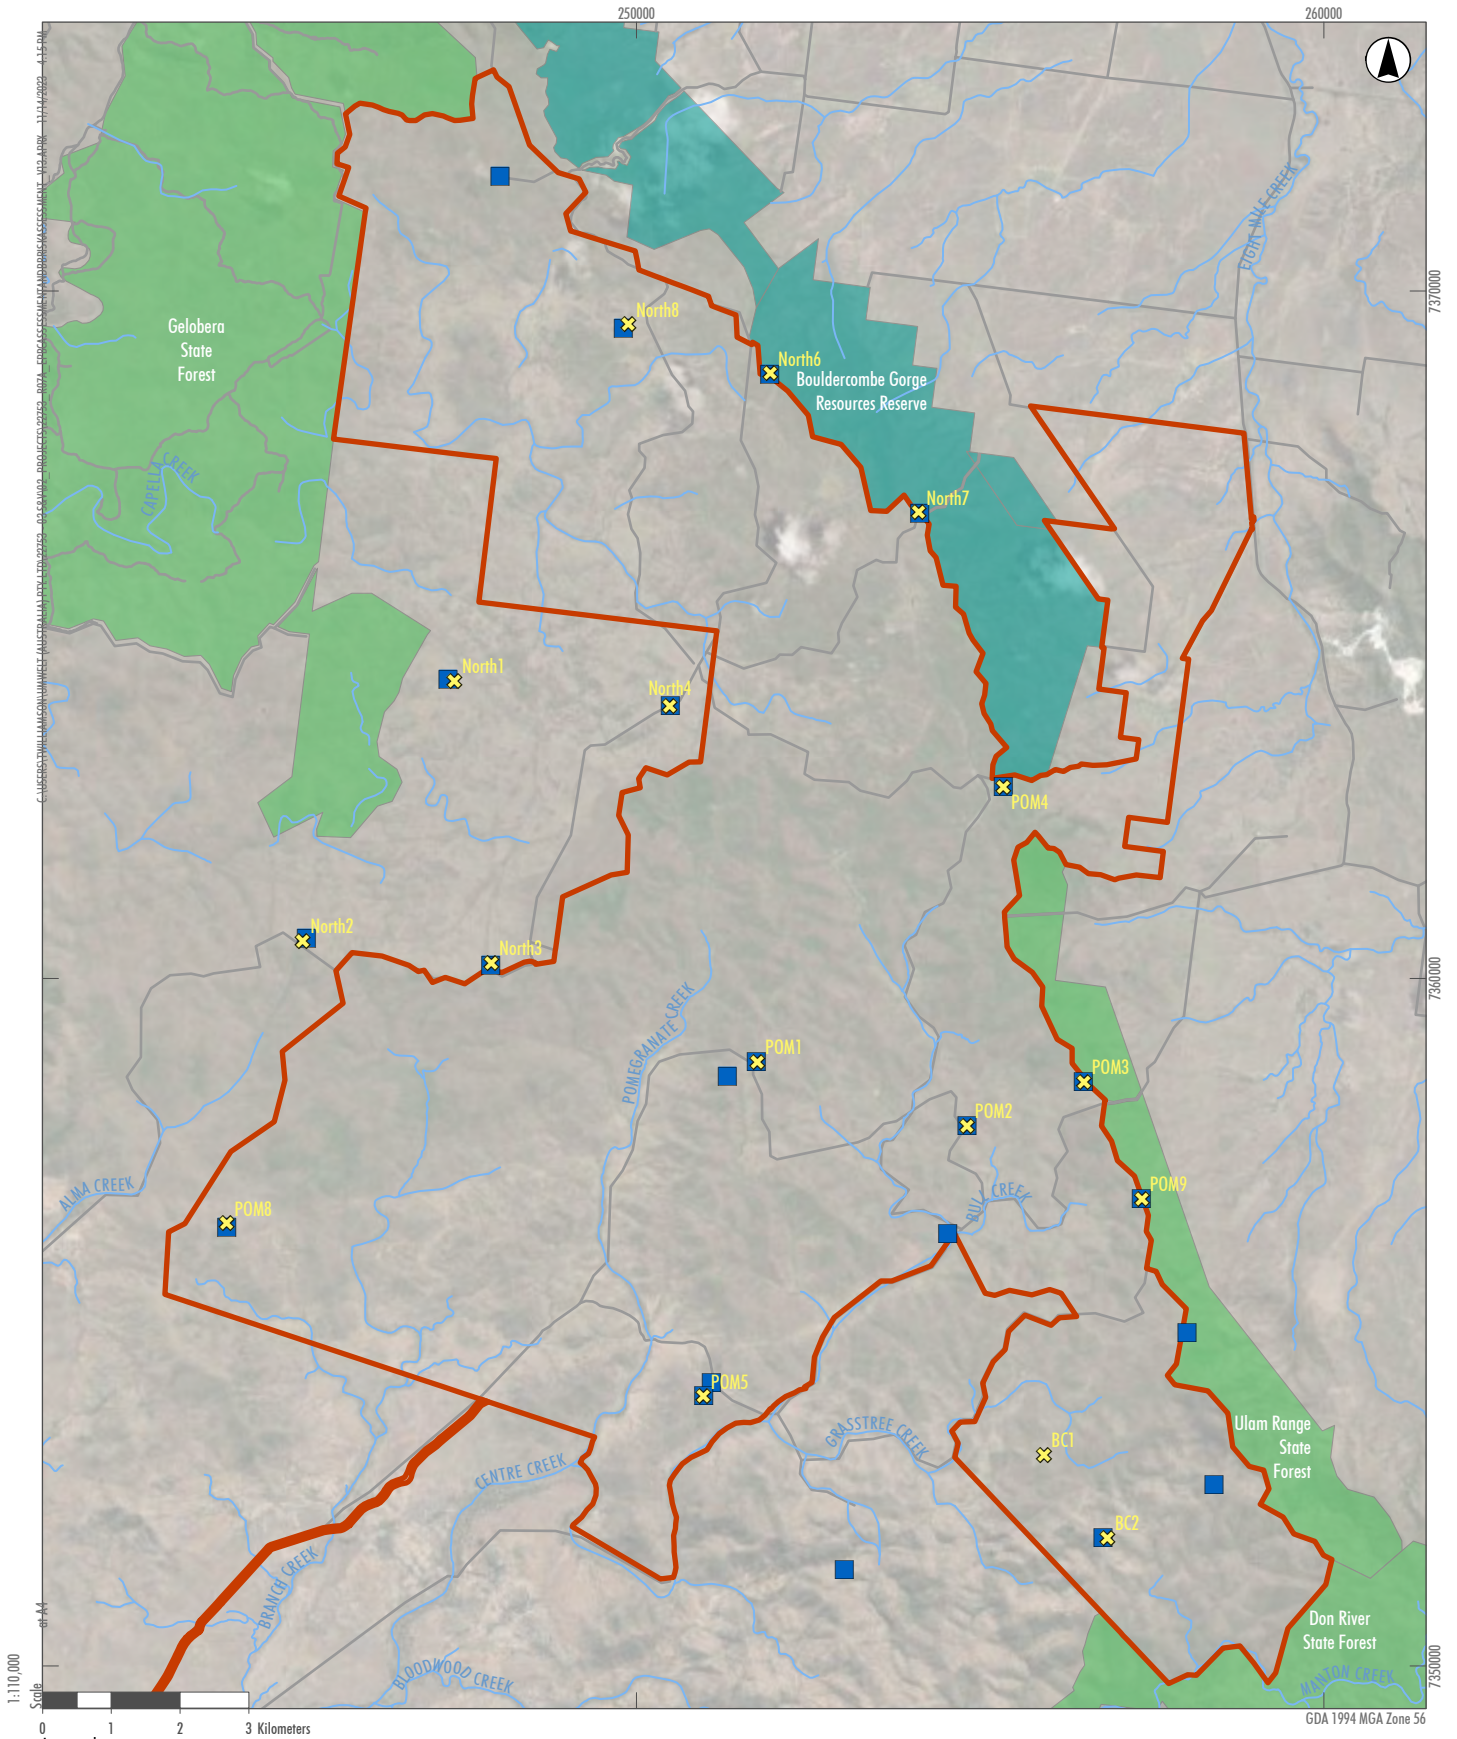 250000
260000
EIGHT MILE CREEK
7370000
North8
Gelobera
State
Forest
North6
Bouldercombe Gorge
Resources Reserve
CAPELLA CREEK
North7
North1
North4
POM4
North2
North3
7360000
POMEGRANATE CREEK
POM1
POM3
POM2
ALMA CREEK
POM9
BULL CREEK
POM8
POM5
GRASSTREE CREEK
Ulam Range
State
Forest
BC1
CENTRE CREEK
BC2
BRANCH CREEK
Don River
State Forest
BLOODWOOD CREEK
MANTON CREEK
7350000
1:110,000
Scale
at A4
0 1 2 3 Kilometers
GDA 1994 MGA Zone 56